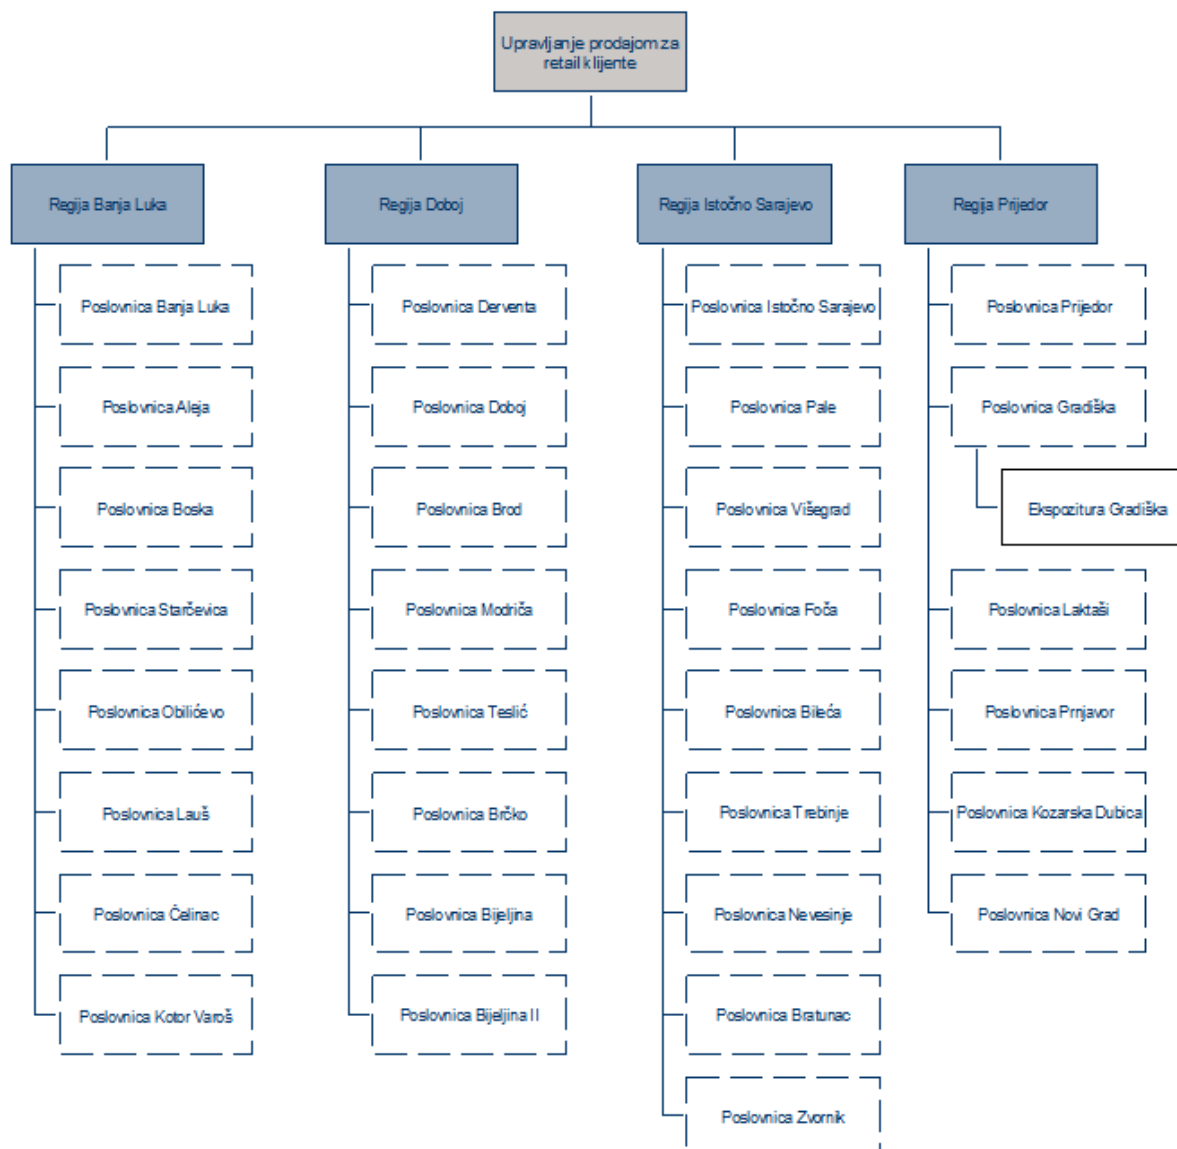 Upravljanje prodajom za
retail klijente
Regija Banja Luka
Poslovnica Banja Luka
Poslovnica Aleja
Poslovnica Boska
Poslovnica Starčevica
Poslovnica Obilićevo
Poslovnica Lauš
Poslovnica Čelinac
Poslovnica Kotor Varoš
Regija Doboj
Poslovnica Derventa
Poslovnica Doboj
Poslovnica Brod
Poslovnica Modriča
Poslovnica Teslić
Poslovnica Brčko
Poslovnica Bijeljina
Poslovnica Bijeljina II
Regija Istočno Sarajevo
Poslovnica Istočno Sarajevo
Poslovnica Pale
Poslovnica Višegrad
Poslovnica Foča
Poslovnica Bileća
Poslovnica Trebinje
Poslovnica Nevesinje
Poslovnica Bratunac
Poslovnica Zvornik
Regija Prijedor
Poslovnica Prijedor
Poslovnica Gradiška
Ekspozitura Gradiška
Poslovnica Laktaši
Poslovnica Prnjavor
Poslovnica Kozarska Dubica
Poslovnica Novi Grad